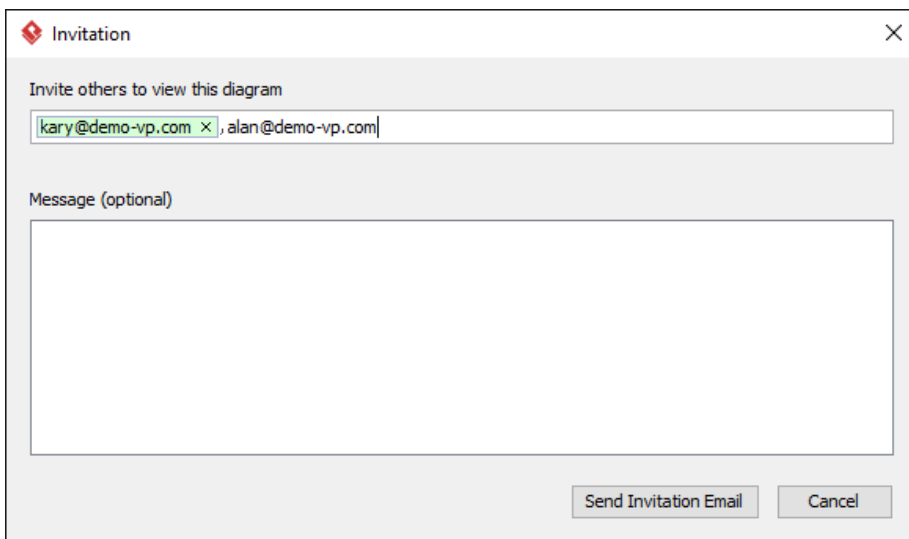 Invitation
Invite others to view this diagram
kary@demo-vp.com ×,alan@demo-vp.com
Message (optional)
Send Invitation Email Cancel